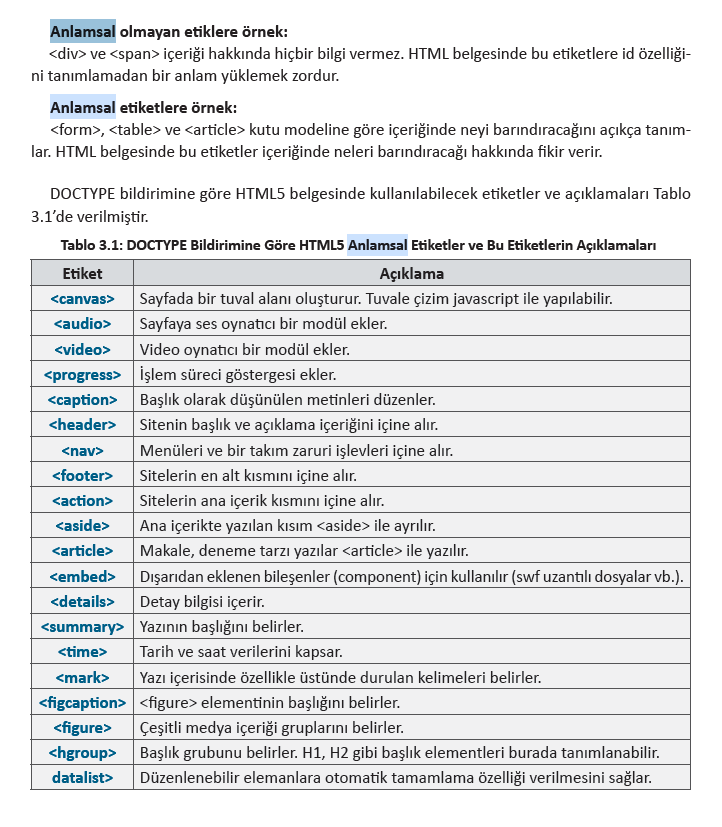 Anlamsal olmayan etiklere örnek:
<div> ve <span> içeriği hakkında hiçbir bilgi vermez. HTML belgesinde bu etiketlere id özelliği-
ni tanımlamadan bir anlam yüklemek zordur.
Anlamsal etiketlere örnek:
<form>, <table> ve <article> kutu modeline göre içeriğinde neyi barındıracağını açıkça tanım-
lar. HTML belgesinde bu etiketler içeriğinde neleri barındıracağı hakkında fikir verir.
DOCTYPE bildirimine göre HTML5 belgesinde kullanılabilecek etiketler ve açıklamaları Tablo
3.1’de verilmiştir.
Tablo 3.1: DOCTYPE Bildirimine Göre HTML5 Anlamsal Etiketler ve Bu Etiketlerin Açıklamaları
Etiket Açıklama
<canvas> Sayfada bir tuval alanı oluşturur. Tuvale çizim javascript ile yapılabilir.
<audio> Sayfaya ses oynatıcı bir modül ekler.
<video> Video oynatıcı bir modül ekler.
<progress> İşlem süreci göstergesi ekler.
<caption> Başlık olarak düşünülen metinleri düzenler.
<header> Sitenin başlık ve açıklama içeriğini içine alır.
<nav> Menüleri ve bir takım zaruri işlevleri içine alır.
<footer> Sitelerin en alt kısmını içine alır.
<action> Sitelerin ana içerik kısmını içine alır.
<aside> Ana içerikte yazılan kısım <aside> ile ayrılır.
<article> Makale, deneme tarzı yazılar <article> ile yazılır.
<embed> Dışarıdan eklenen bileşenler (component) için kullanılır (swf uzantılı dosyalar vb.).
<details> Detay bilgisi içerir.
<summary> Yazının başlığını belirler.
<time> Tarih ve saat verilerini kapsar.
<mark> Yazı içerisinde özellikle üstünde durulan kelimeleri belirler.
<figcaption> <figure> elementinin başlığını belirler.
<figure> Çeşitli medya içeriği gruplarını belirler.
<hgroup> Başlık grubunu belirler. H1, H2 gibi başlık elementleri burada tanımlanabilir.
datalist> Düzenlenebilir elemanlara otomatik tamamlama özelliği verilmesini sağlar.